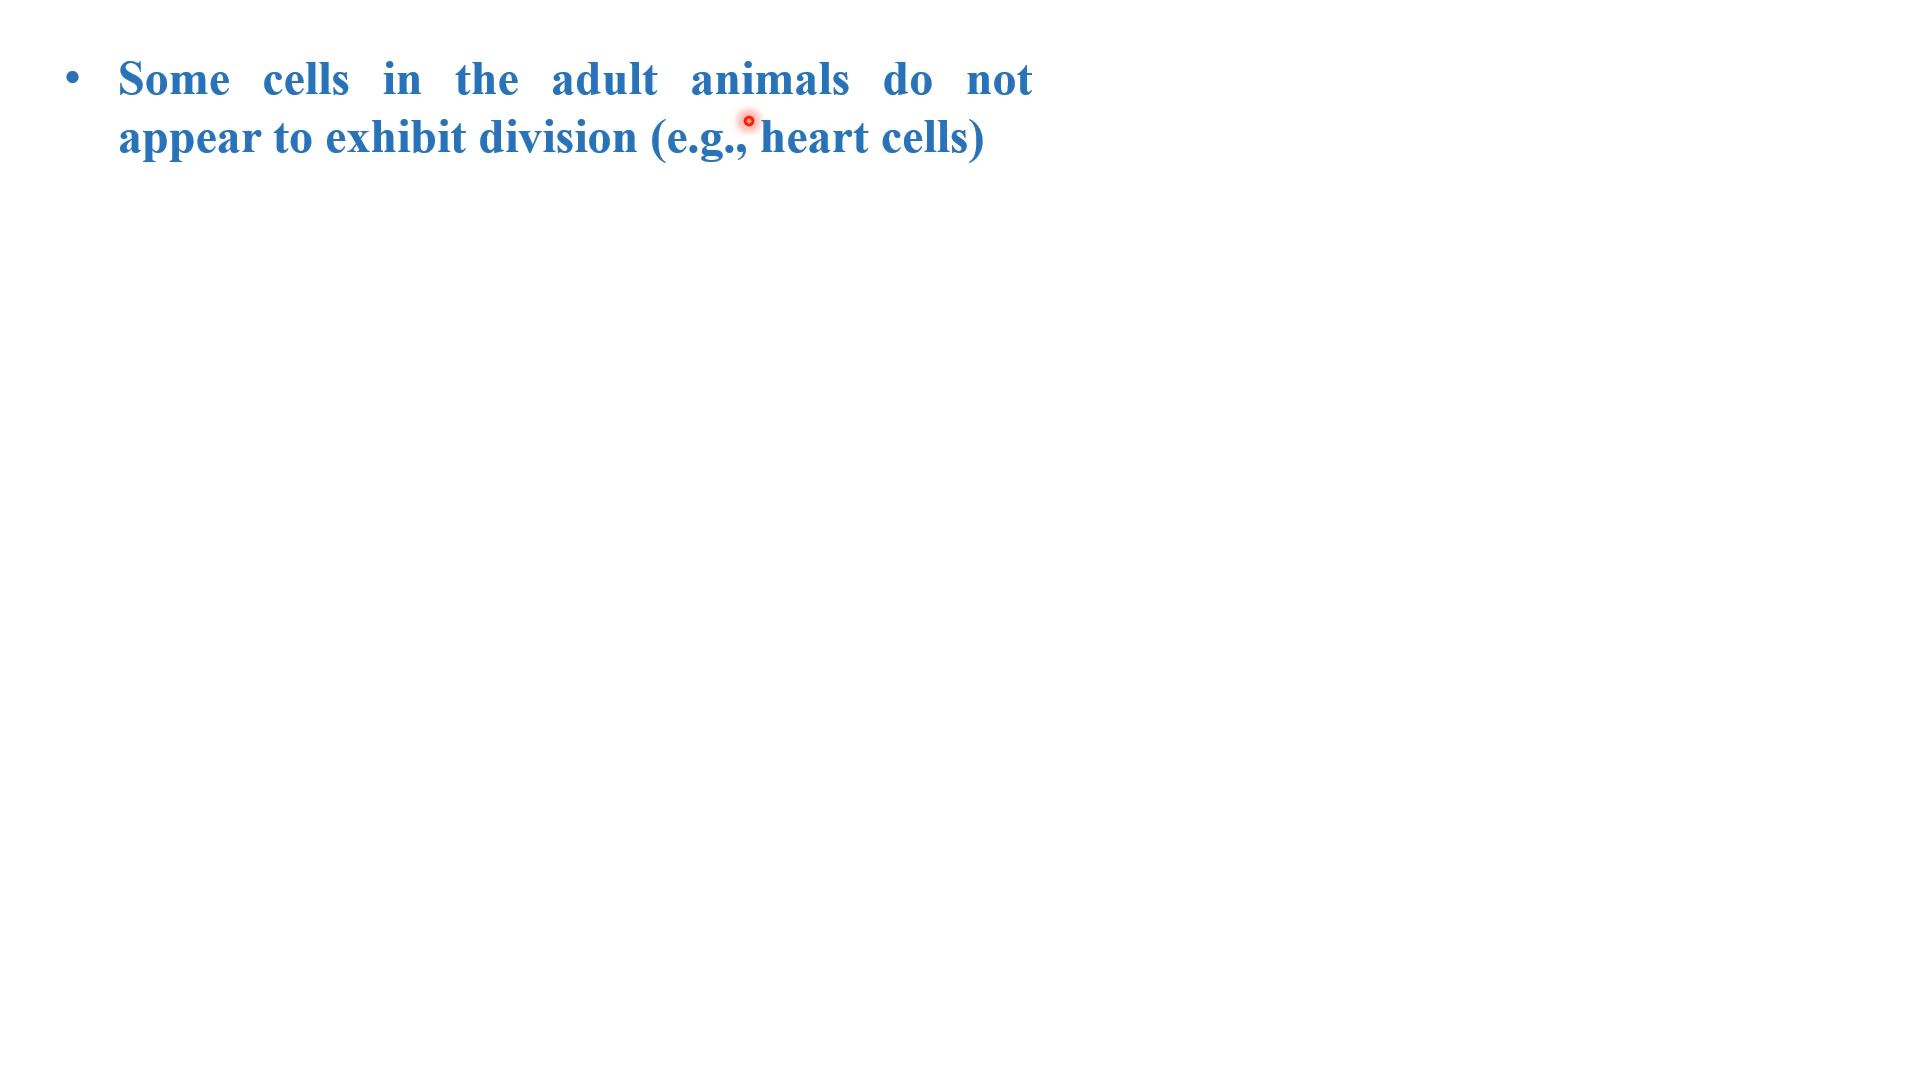 • Some cells in the adult animals do not
appear to exhibit division (e.g., heart cells)